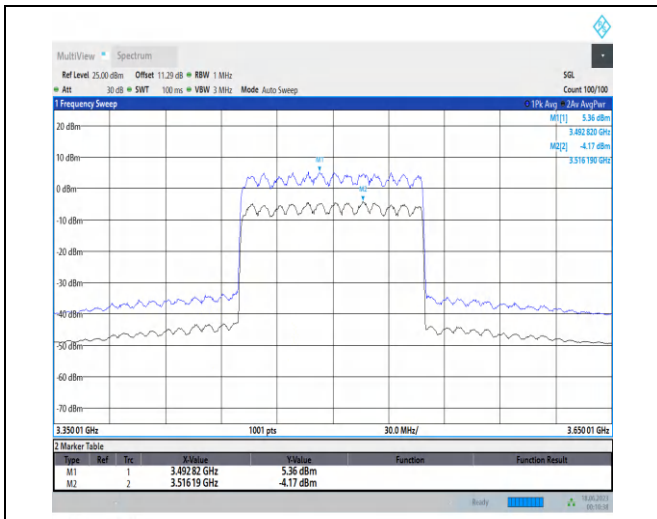 MultiView Spectrum
Ref Level 25.00 dBm Offset 11.29 dB RBW 1 MHz SGL
Att 30 dB SWT 100 ms VBW 3 MHz Mode Auto Sweep Count 100/100
1 Frequency Sweep 1Pk Avg 2Av AvgPwr
M1[1] 5.36 dBm
20 dBm
3.492 820 GHz
M2[2] -4.17 dBm
3.516 190 GHz
10 dBm
M1
0 dBm
M2
-10 dBm
-20 dBm
-30 dBm
-40 dBm
-50 dBm
-60 dBm
-70 dBm
3.350 01 GHz 1001 pts 30.0 MHz/ 3.650 01 GHz
2 Marker Table
Type Ref Trc X-Value Y-Value Function Function Result
M1 1 3.492 82 GHz 5.36 dBm
M2 2 3.516 19 GHz -4.17 dBm
Ready